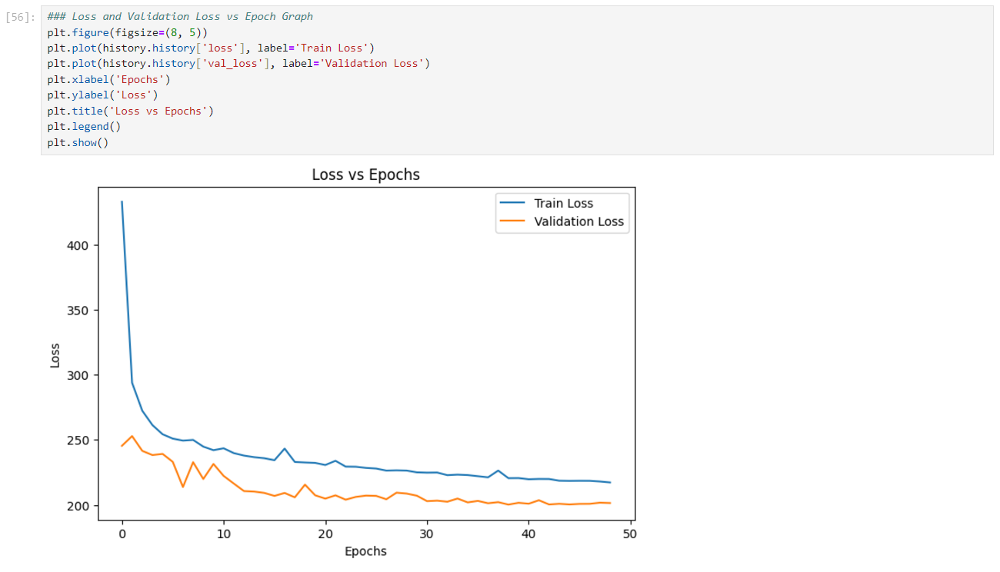 [56]: ### Loss and Validation Loss vs Epoch Graph
plt.figure(figsize=(8, 5))
plt.plot(history.history['loss'], label='Train Loss')
plt.plot(history.history['val_loss'], label='Validation Loss')
plt.xlabel('Epochs')
plt.ylabel('Loss')
plt.title('Loss vs Epochs')
plt.legend()
plt.show()
Loss vs Epochs
Train Loss
Validation Loss
400
350
300
250
200
Loss
0 10 20 30 40 50
Epochs